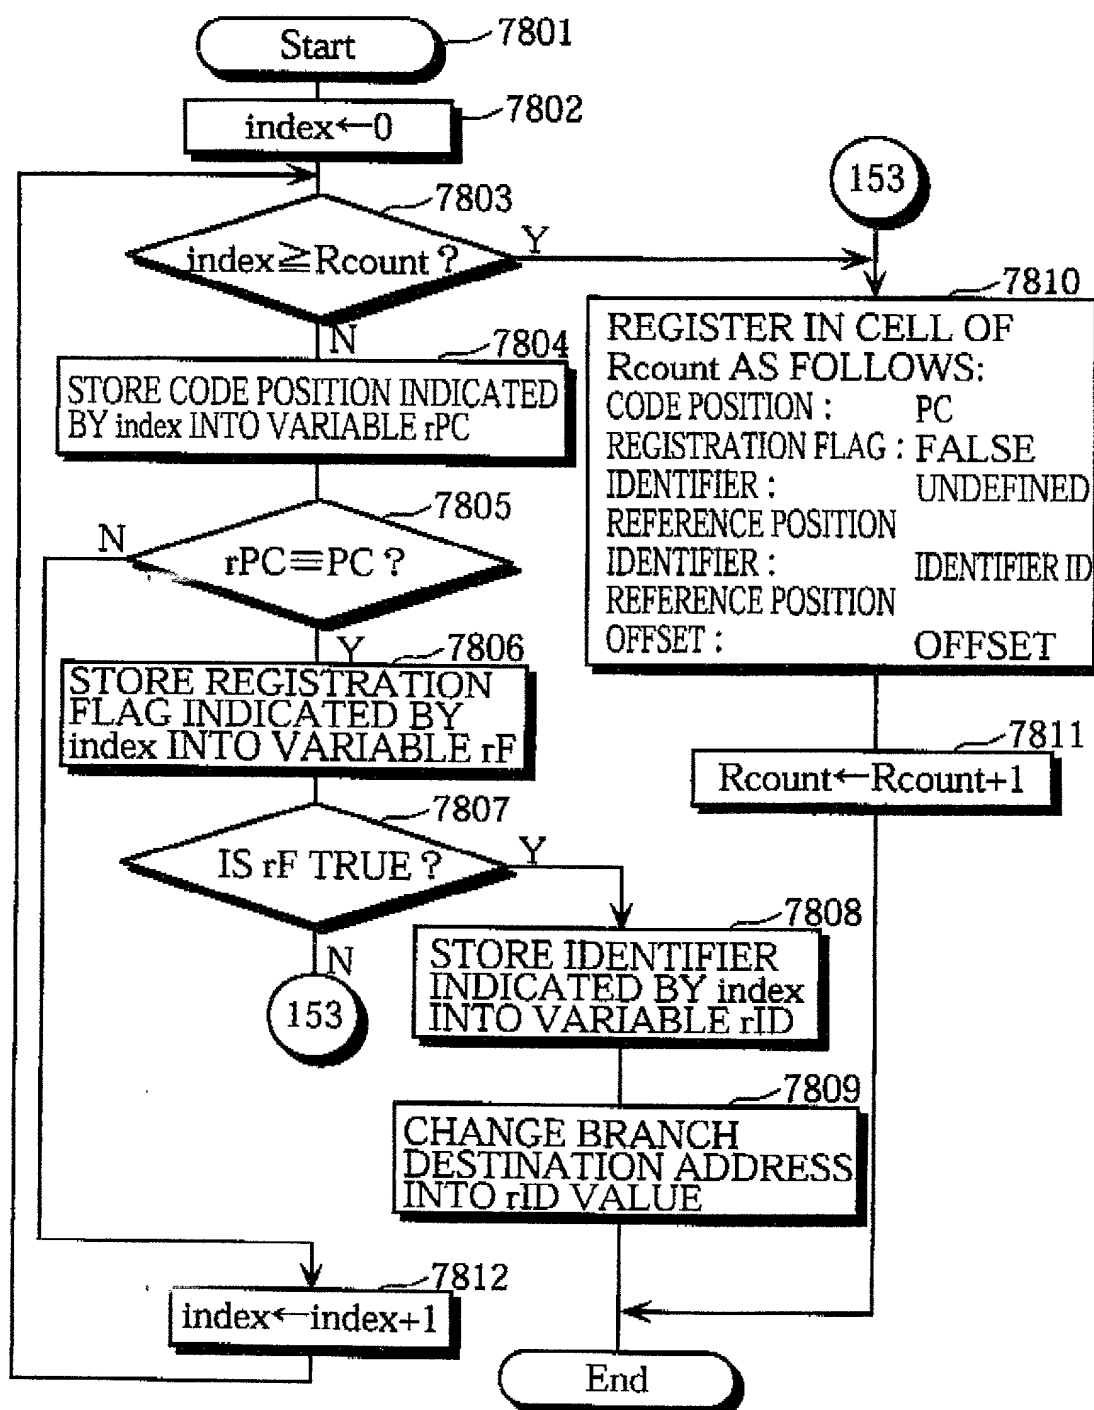 Start
7801
index←0
7802
7803
index≧Rcount?
Y
N
7804
STORE CODE POSITION INDICATED
BY index INTO VARIABLE rPC
7805
N
rPC≡PC?
Y
7806
STORE REGISTRATION
FLAG INDICATED BY
index INTO VARIABLE rF
7807
IS rF TRUE?
Y
N
153
7808
STORE IDENTIFIER
INDICATED BY index
INTO VARIABLE rID
7809
CHANGE BRANCH
DESTINATION ADDRESS
INTO rID VALUE
7812
index←index+1
153
7810
REGISTER IN CELL OF
Rcount AS FOLLOWS:
CODE POSITION: PC
REGISTRATION FLAG: FALSE
IDENTIFIER: UNDEFINED
REFERENCE POSITION
IDENTIFIER: IDENTIFIER ID
REFERENCE POSITION
OFFSET: OFFSET
7811
Rcount←Rcount+1
End